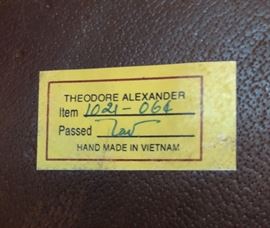 THEODORE ALEXANDER
Item 1021-064
Passed
HAND MADE IN VIETNAM